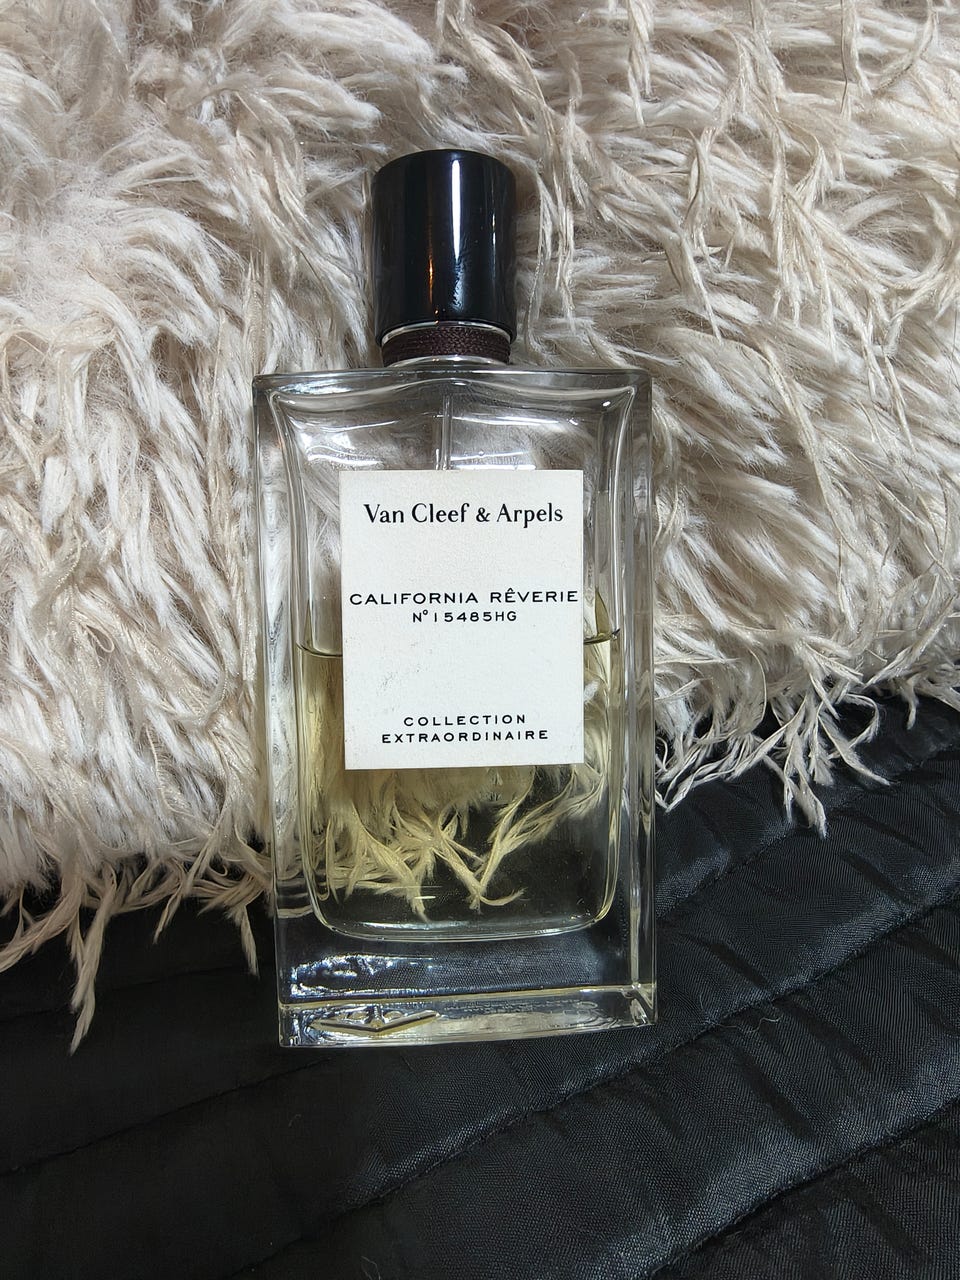 Van Cleef & Arpels
CALIFORNIA RÊVERIE
N° 15485HG
COLLECTION
EXTRAORDINAIRE